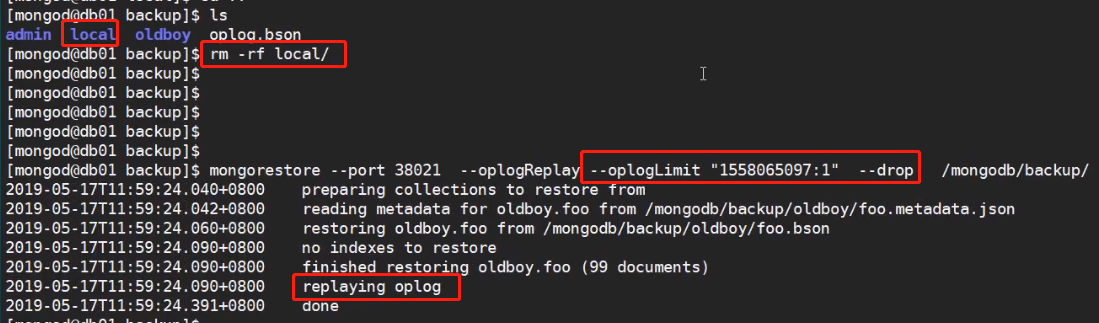 [mongod@db01 backup]$ ls
admin local oldboy oplog.bson
[mongod@db01 backup]$ rm -rf local/
[mongod@db01 backup]$
[mongod@db01 backup]$
[mongod@db01 backup]$
[mongod@db01 backup]$
[mongod@db01 backup]$
[mongod@db01 backup]$ mongorestore --port 38021 --oplogReplay --oplogLimit "1558065097:1" --drop /mongodb/backup/
2019-05-17T11:59:24.040+0800 preparing collections to restore from
2019-05-17T11:59:24.042+0800 reading metadata for oldboy.foo from /mongodb/backup/oldboy/foo.metadata.json
2019-05-17T11:59:24.060+0800 restoring oldboy.foo from /mongodb/backup/oldboy/foo.bson
2019-05-17T11:59:24.090+0800 no indexes to restore
2019-05-17T11:59:24.090+0800 finished restoring oldboy.foo (99 documents)
2019-05-17T11:59:24.090+0800 replaying oplog
2019-05-17T11:59:24.391+0800 done